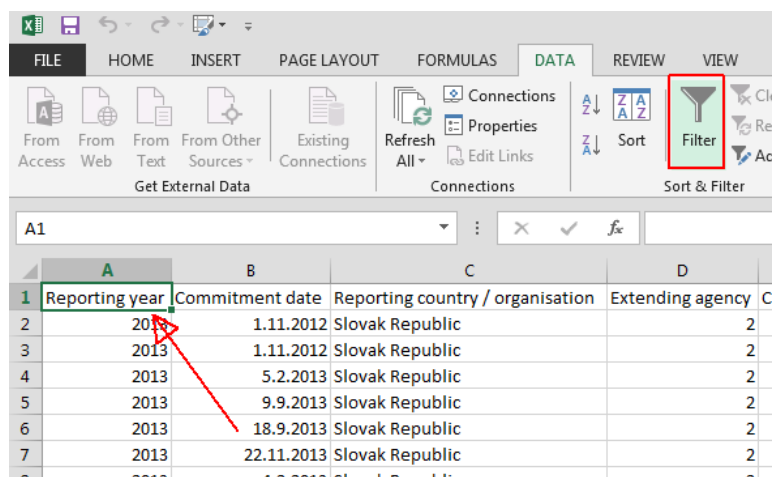 FILE HOME INSERT PAGE LAYOUT FORMULAS DATA REVIEW VIEW
From Access
From Web
From Text
From Other Sources
Existing Connections
Refresh All
Connections
Properties
Edit Links
Sort
Filter
Cle
Re
Ad
Get External Data Connections Sort & Filter
A1 fx
A B C D
1 Reporting year Commitment date Reporting country / organisation Extending agency C
2 2013 1.11.2012 Slovak Republic 2
3 2013 1.11.2012 Slovak Republic 2
4 2013 5.2.2013 Slovak Republic 2
5 2013 9.9.2013 Slovak Republic 2
6 2013 18.9.2013 Slovak Republic 2
7 2013 22.11.2013 Slovak Republic 2